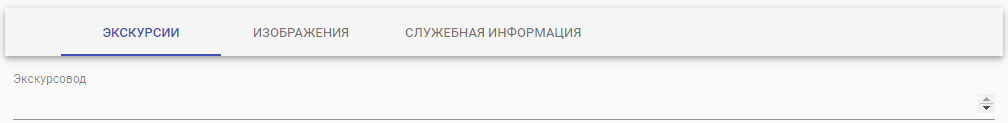 ЭКСКУРСИИ ИЗОБРАЖЕНИЯ СЛУЖЕБНАЯ ИНФОРМАЦИЯ
Экскурсовод